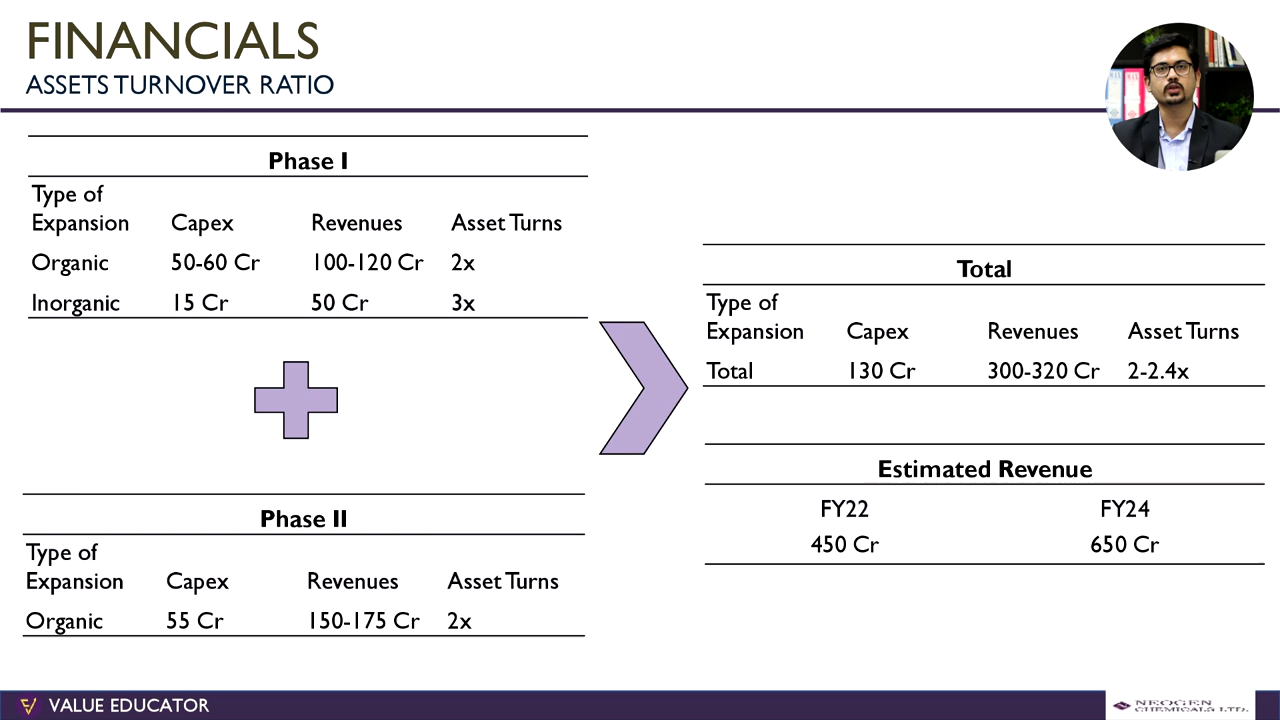 FINANCIALS
ASSETS TURNOVER RATIO
Phase I
Type of
Expansion Capex Revenues Asset Turns
Organic 50-60 Cr 100-120 Cr 2x
Inorganic 15 Cr 50 Cr 3x
Phase II
Type of
Expansion Capex Revenues Asset Turns
Organic 55 Cr 150-175 Cr 2x
Total
Type of
Expansion Capex Revenues Asset Turns
Total 130 Cr 300-320 Cr 2-2.4x
Estimated Revenue
FY22 FY24
450 Cr 650 Cr
VALUE EDUCATOR
NEOGEN
CHEMICALS LTD.